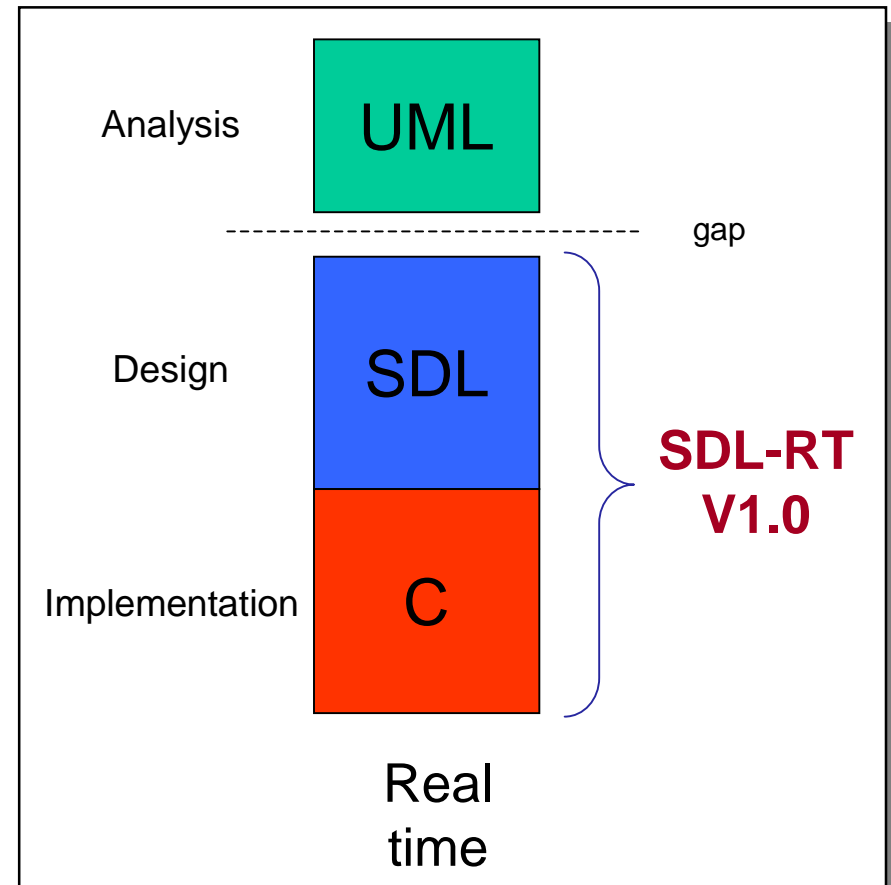 Analysis
UML
gap
Design
SDL
SDL-RT
V1.0
Implementation
C
Real
time